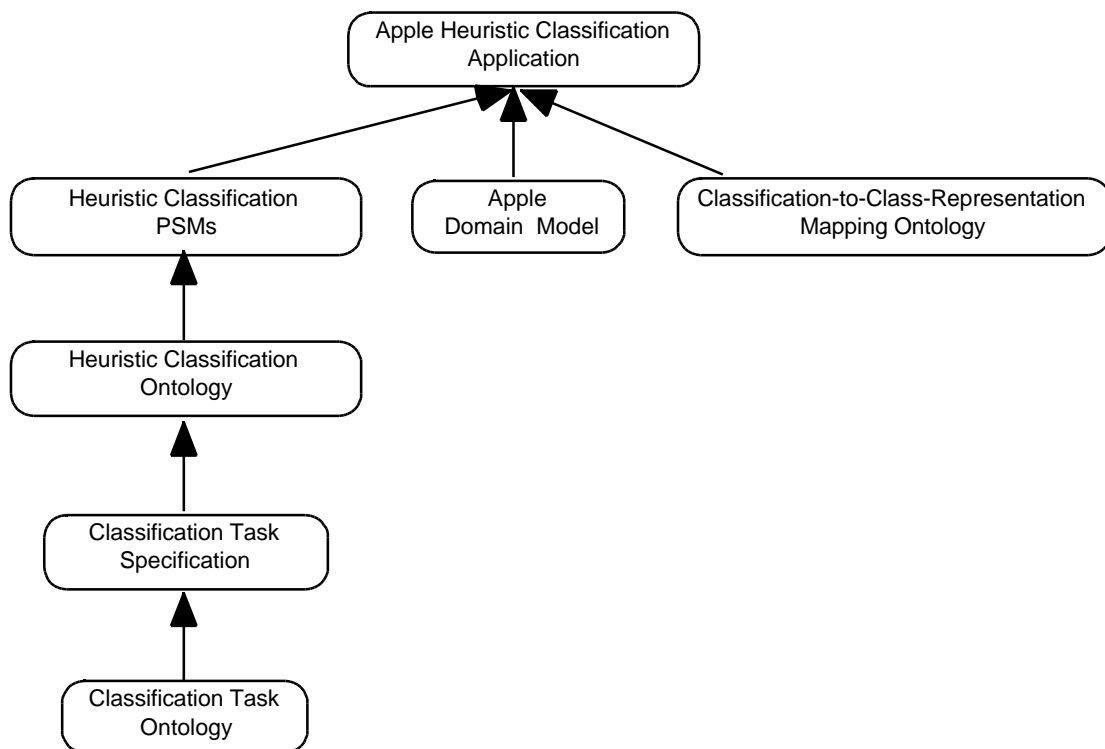 Apple Heuristic Classification
Application
Heuristic Classification
PSMs
Apple
Domain Model
Classification-to-Class-Representation
Mapping Ontology
Heuristic Classification
Ontology
Classification Task
Specification
Classification Task
Ontology